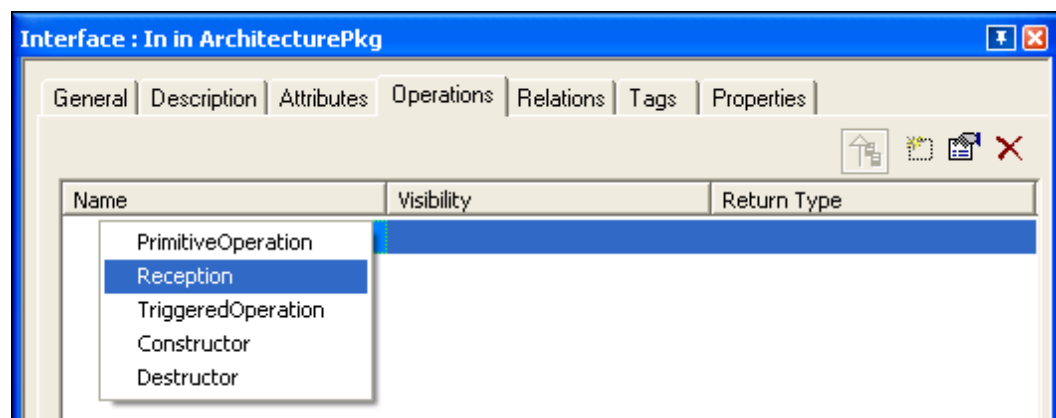 Interface : In in ArchitecturePkg
General Description Attributes Operations Relations Tags Properties
Name Visibility Return Type
PrimitiveOperation
Reception
TriggeredOperation
Constructor
Destructor